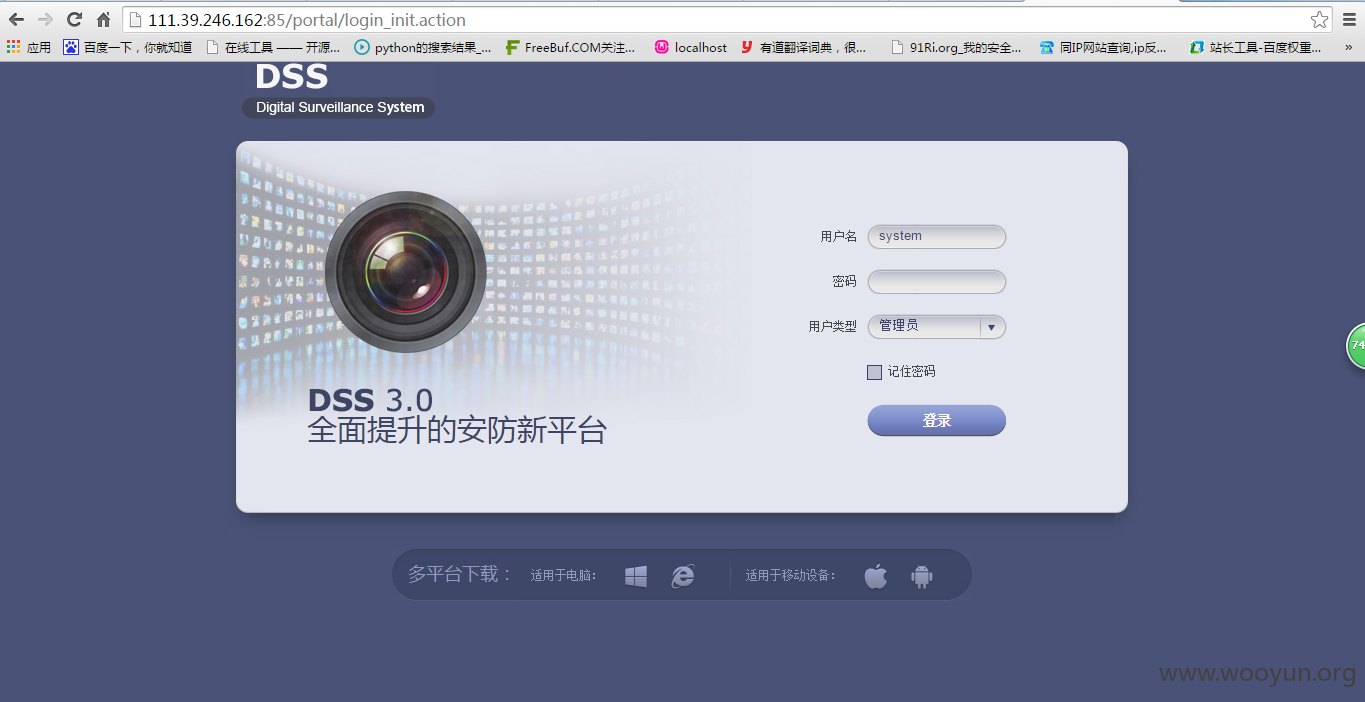 111.39.246.162:85/portal/login_init.action
应用 百度一下，你就知道 在线工具 —— 开源... python的搜索结果_... FreeBuf.COM关注... localhost 有道翻译词典，很... 91Ri.org_我的安全... 同IP网站查询,ip反... 站长工具-百度权重... »
DSS
Digital Surveillance System
用户名 system
密码
用户类型 管理员
记住密码
登录
DSS 3.0
全面提升的安防新平台
74
多平台下载： 适用于电脑： 适用于移动设备：
www.wooyun.org